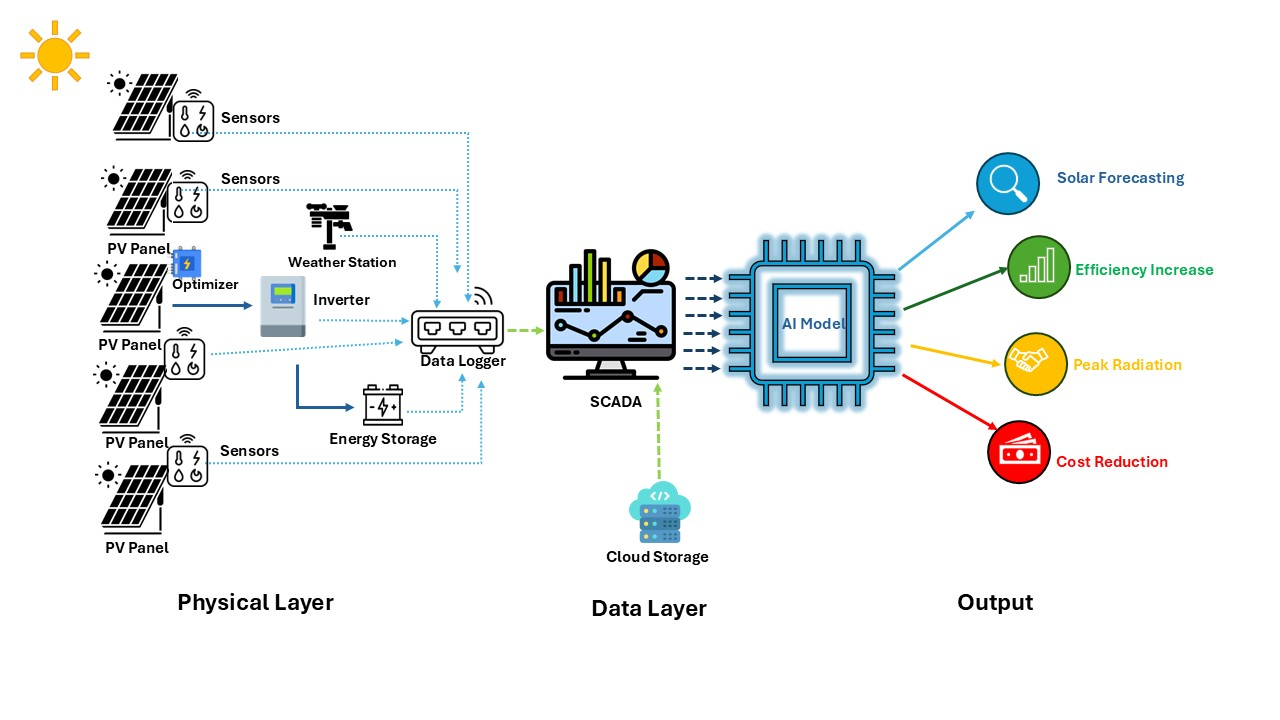 Sensors
Sensors
PV Panel
Weather Station
Optimizer
Inverter
PV Panel
Data Logger
Energy Storage
PV Panel
Sensors
PV Panel
SCADA
</>
Cloud Storage
AI Model
Solar Forecasting
Efficiency Increase
Peak Radiation
Cost Reduction
Physical Layer
Data Layer
Output